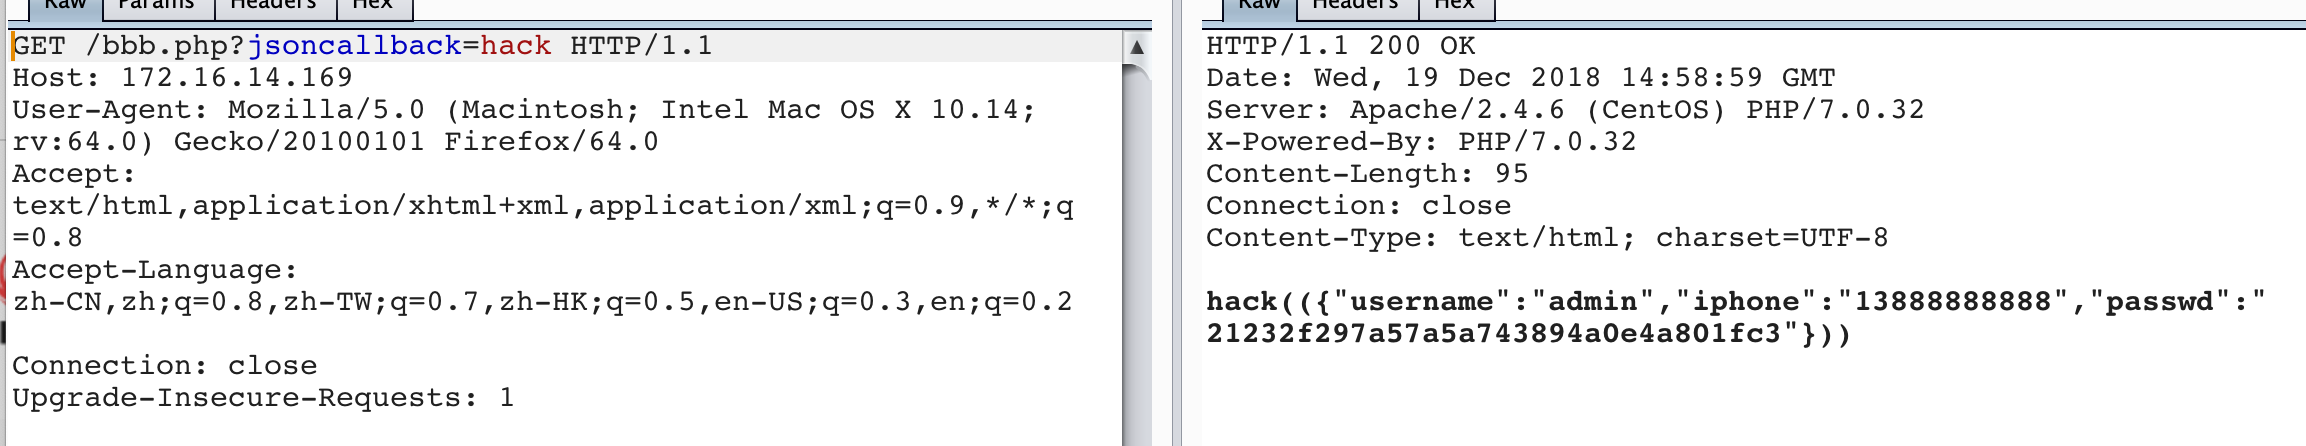 Raw Params Headers Hex
GET /bbb.php?jsoncallback=hack HTTP/1.1
Host: 172.16.14.169
User-Agent: Mozilla/5.0 (Macintosh; Intel Mac OS X 10.14;
rv:64.0) Gecko/20100101 Firefox/64.0
Accept:
text/html,application/xhtml+xml,application/xml;q=0.9,*/*;q
=0.8
Accept-Language:
zh-CN,zh;q=0.8,zh-TW;q=0.7,zh-HK;q=0.5,en-US;q=0.3,en;q=0.2
Connection: close
Upgrade-Insecure-Requests: 1
Raw Headers Hex
HTTP/1.1 200 OK
Date: Wed, 19 Dec 2018 14:58:59 GMT
Server: Apache/2.4.6 (CentOS) PHP/7.0.32
X-Powered-By: PHP/7.0.32
Content-Length: 95
Connection: close
Content-Type: text/html; charset=UTF-8
hack(({"username":"admin","iphone":"13888888888","passwd":"
21232f297a57a5a743894a0e4a801fc3"}))